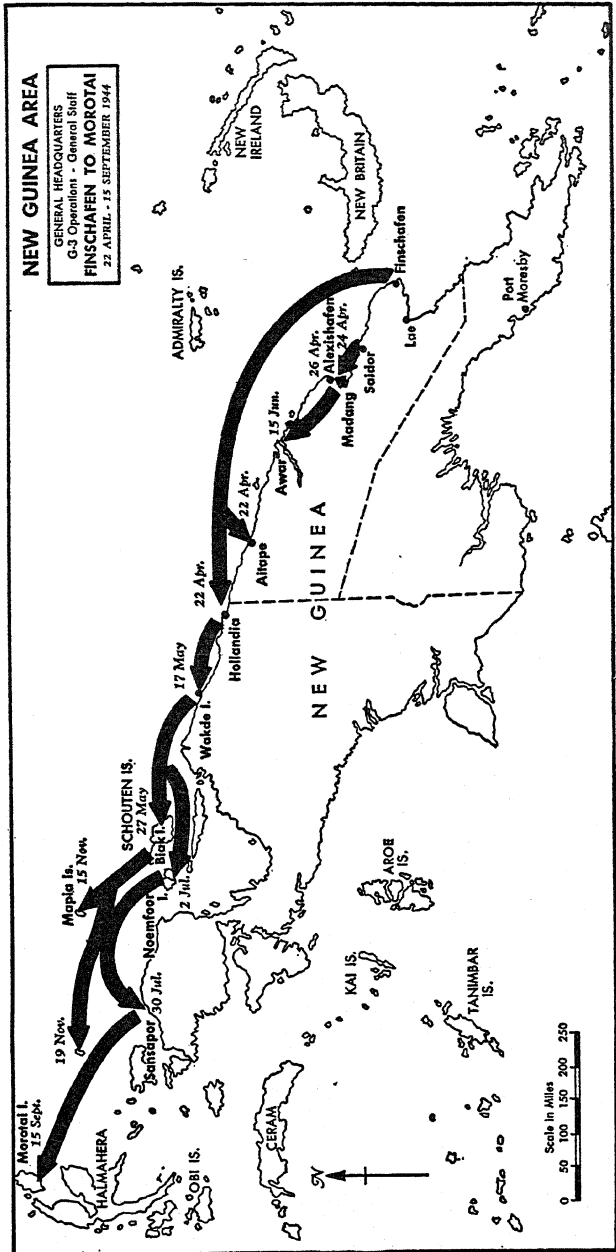 NEW GUINEA AREA
GENERAL HEADQUARTERS
G-3 Operations - General Staff
FINSCHAFEN TO MOROTAI
22 APRIL - 15 SEPTEMBER 1944
Morotai I.
15 Sept.
HALMAHERA
OBI IS.
19 Nov.
Mapia Is.
15 Nov.
Sansapor
30 Jul.
Noemfoor
I.
2 Jul.
SCHOUTEN IS.
27 May
Biak I.
17 May
Wakde I.
Hollandia
22 Apr.
22 Apr.
Aitape
15 Jun.
Awar
26 Apr.
Alexishafen
24 Apr.
Madang
Saidor
ADMIRALTY IS.
NEW
IRELAND
NEW BRITAIN
Finschafen
Lae
Port
Moresby
NEW GUINEA
CERAM
KAI IS.
AROE
IS.
TANIMBAR
IS.
N
Scale in Miles
0 50 100 150 200 250